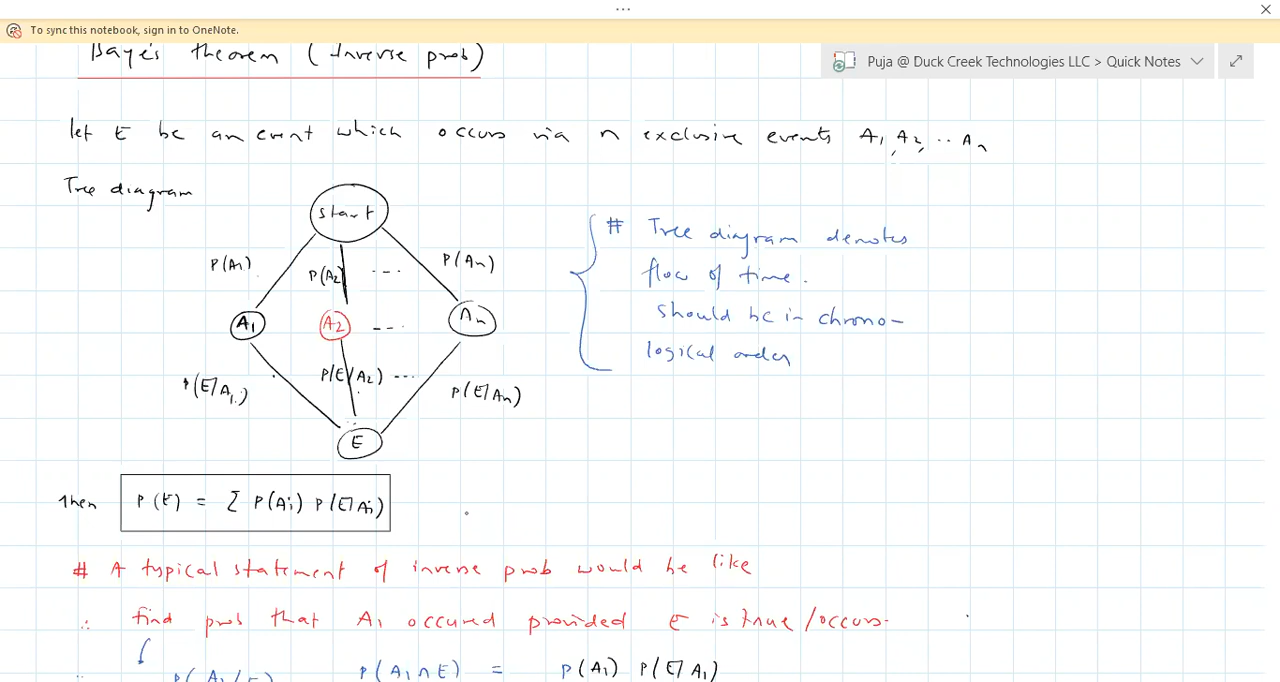 To sync this notebook, sign in to OneNote.
Baye's theorem (Inverse prob)
Puja @ Duck Creek Technologies LLC > Quick Notes
let E be an event which occurs via n exclusive events A1, A2, .. An
Tree diagram
start
P(A1) P(A2) ... P(An)
A1 A2 --- An
P(E/A1) P(E/A2) ... P(E/An)
E
# Tree diagram denotes
flow of time.
should be in chrono-
logical order
Then P(E) = Σ P(Ai) P(E/Ai)
# A typical statement of inverse prob would be like
∴ find prob that A1 occured provided E is true/occurs.
∴ P(A1/E) P(A1∩E) = P(A1) P(E/A1)